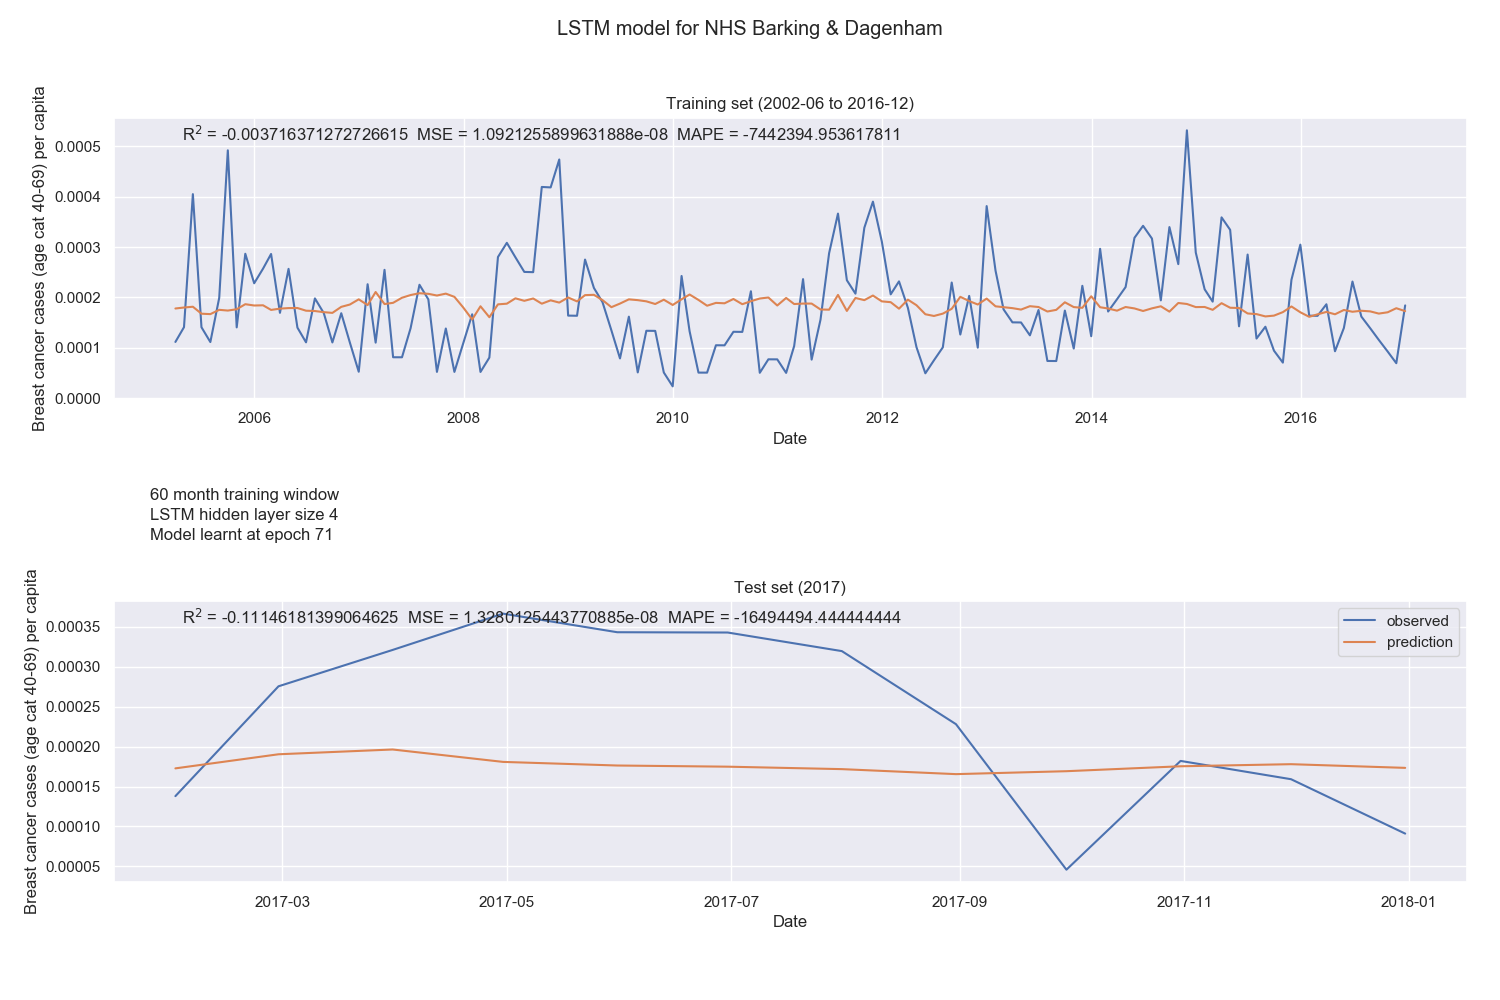 LSTM model for NHS Barking & Dagenham
Training set (2002-06 to 2016-12)
R² = -0.003716371272726615 MSE = 1.0921255899631888e-08 MAPE = -7442394.953617811
Breast cancer cases (age cat 40-69) per capita
0.0005
0.0004
0.0003
0.0002
0.0001
0.0000
2006 2008 2010 2012 2014 2016
Date
60 month training window
LSTM hidden layer size 4
Model learnt at epoch 71
Test set (2017)
R² = -0.11146181399064625 MSE = 1.3280125443770885e-08 MAPE = -16494494.444444444
observed
prediction
Breast cancer cases (age cat 40-69) per capita
0.00035
0.00030
0.00025
0.00020
0.00015
0.00010
0.00005
2017-03 2017-05 2017-07 2017-09 2017-11 2018-01
Date